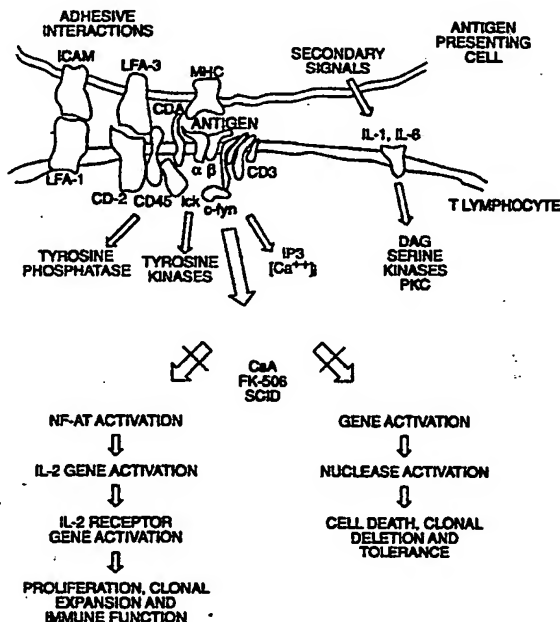 ADHESIVE
INTERACTIONS
ICAM
LFA-3
MHC
SECONDARY
SIGNALS
ANTIGEN
PRESENTING
CELL
CDA
ANTIGEN
IL-1, IL-6
α β
CD3
LFA-1
CD-2
CD45
lck
c-fyn
T LYMPHOCYTE
TYROSINE
PHOSPHATASE
TYROSINE
KINASES
IP3
[Ca++]i
DAG
SERINE
KINASES
PKC
CsA
FK-506
SCID
NF-AT ACTIVATION
IL-2 GENE ACTIVATION
IL-2 RECEPTOR
GENE ACTIVATION
PROLIFERATION, CLONAL
EXPANSION AND
IMMUNE FUNCTION
GENE ACTIVATION
NUCLEASE ACTIVATION
CELL DEATH, CLONAL
DELETION AND
TOLERANCE